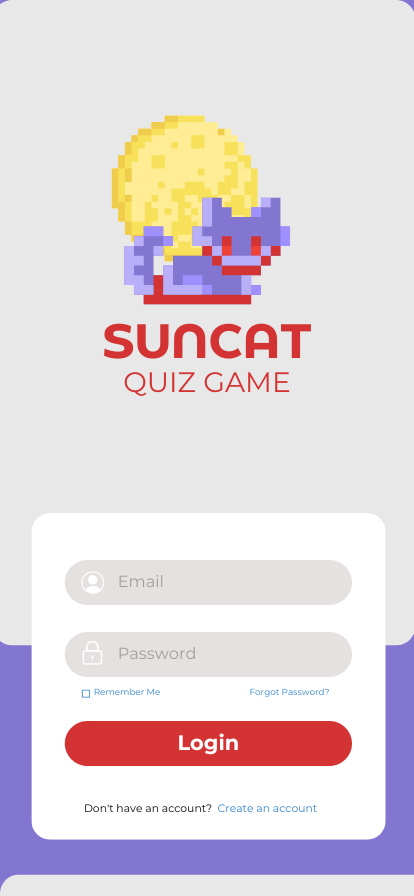 SUNCAT
QUIZ GAME
Email
Password
Remember Me Forgot Password?
Login
Don't have an account? Create an account